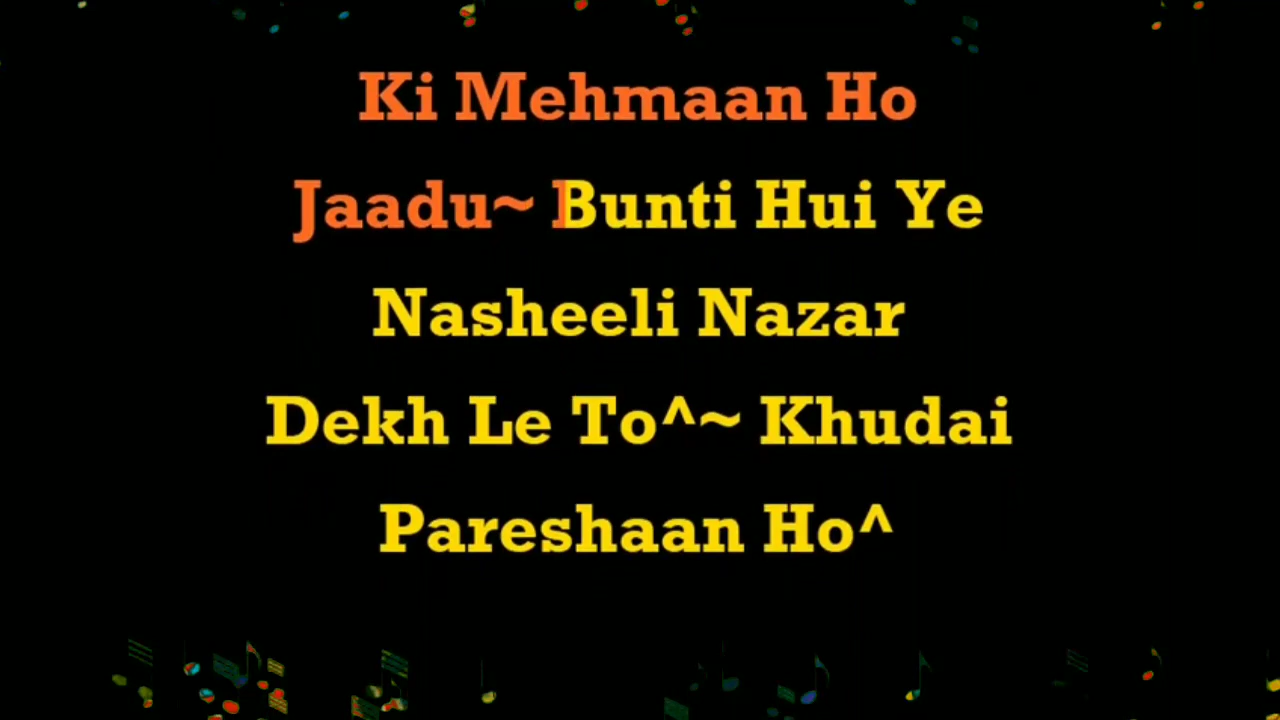 Ki Mehmaan Ho
Jaadu~ Bunti Hui Ye
Nasheeli Nazar
Dekh Le To^~ Khudai
Pareshaan Ho^